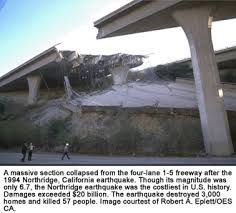 A massive section collapsed from the four-lane 1-5 freeway after the
1994 Northridge, California earthquake. Though its magnitude was
only 6.7, the Northridge earthquake was the costliest in U.S. history.
Damages exceeded $20 billion. The earthquake destroyed 3,000
homes and killed 57 people. Image courtest of Robert A. Eplett/OES
CA.